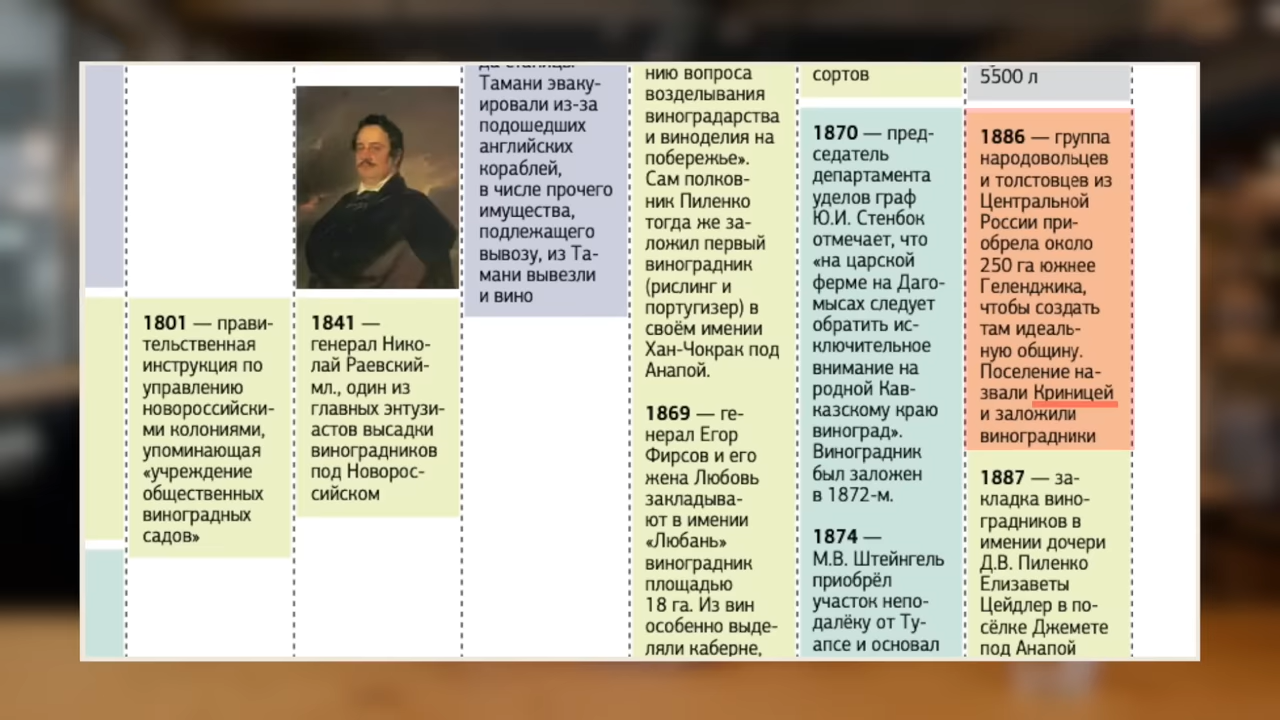 1801 — прави-
тельственная
инструкция по
управлению
новороссийски-
ми колониями,
упоминающая
«учреждение
общественных
виноградных
садов»
1841 —
генерал Нико-
лай Раевский-
мл., один из
главных энтузи-
астов высадки
виноградников
под Новорос-
сийском
да станицы
Тамани эваку-
ировали из-за
подошедших
английских
кораблей,
в числе прочего
имущества,
подлежащего
вывозу, из Та-
мани вывезли
и вино
нию вопроса
возделывания
виноградарства
и виноделия на
побережье».
Сам полков-
ник Пиленко
тогда же за-
ложил первый
виноградник
(рислинг и
португизер) в
своём имении
Хан-Чокрак под
Анапой.
1869 — ге-
нерал Егор
Фирсов и его
жена Любовь
закладыва-
ют в имении
«Любань»
виноградник
площадью
18 га. Из вин
особенно выде-
ляли каберне,
сортов
1870 — пред-
седатель
департамента
уделов граф
Ю.И. Стенбок
отмечает, что
«на царской
ферме на Даго-
мысах следует
обратить ис-
ключительное
внимание на
родной Кав-
казскому краю
виноград».
Виноградник
был заложен
в 1872-м.
1874 —
М.В. Штейнгель
приобрёл
участок непо-
далёку от Ту-
апсе и основал
5500 л
1886 — группа
народовольцев
и толстовцев из
Центральной
России при-
обрела около
250 га южнее
Геленджика,
чтобы создать
там идеаль-
ную общину.
Поселение на-
звали Криницей
и заложили
виноградники
1887 — за-
кладка вино-
градников в
имении дочери
Д.В. Пиленко
Елизаветы
Цейдлер в по-
сёлке Джемете
под Анапой